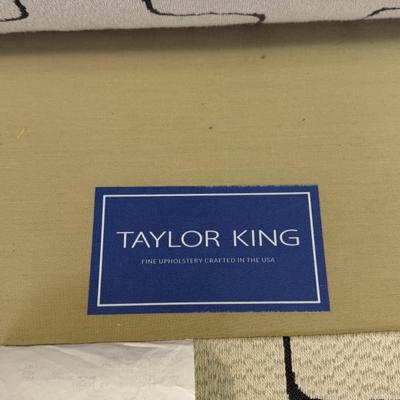 TAYLOR KING
FINE UPHOLSTERY CRAFTED IN THE USA